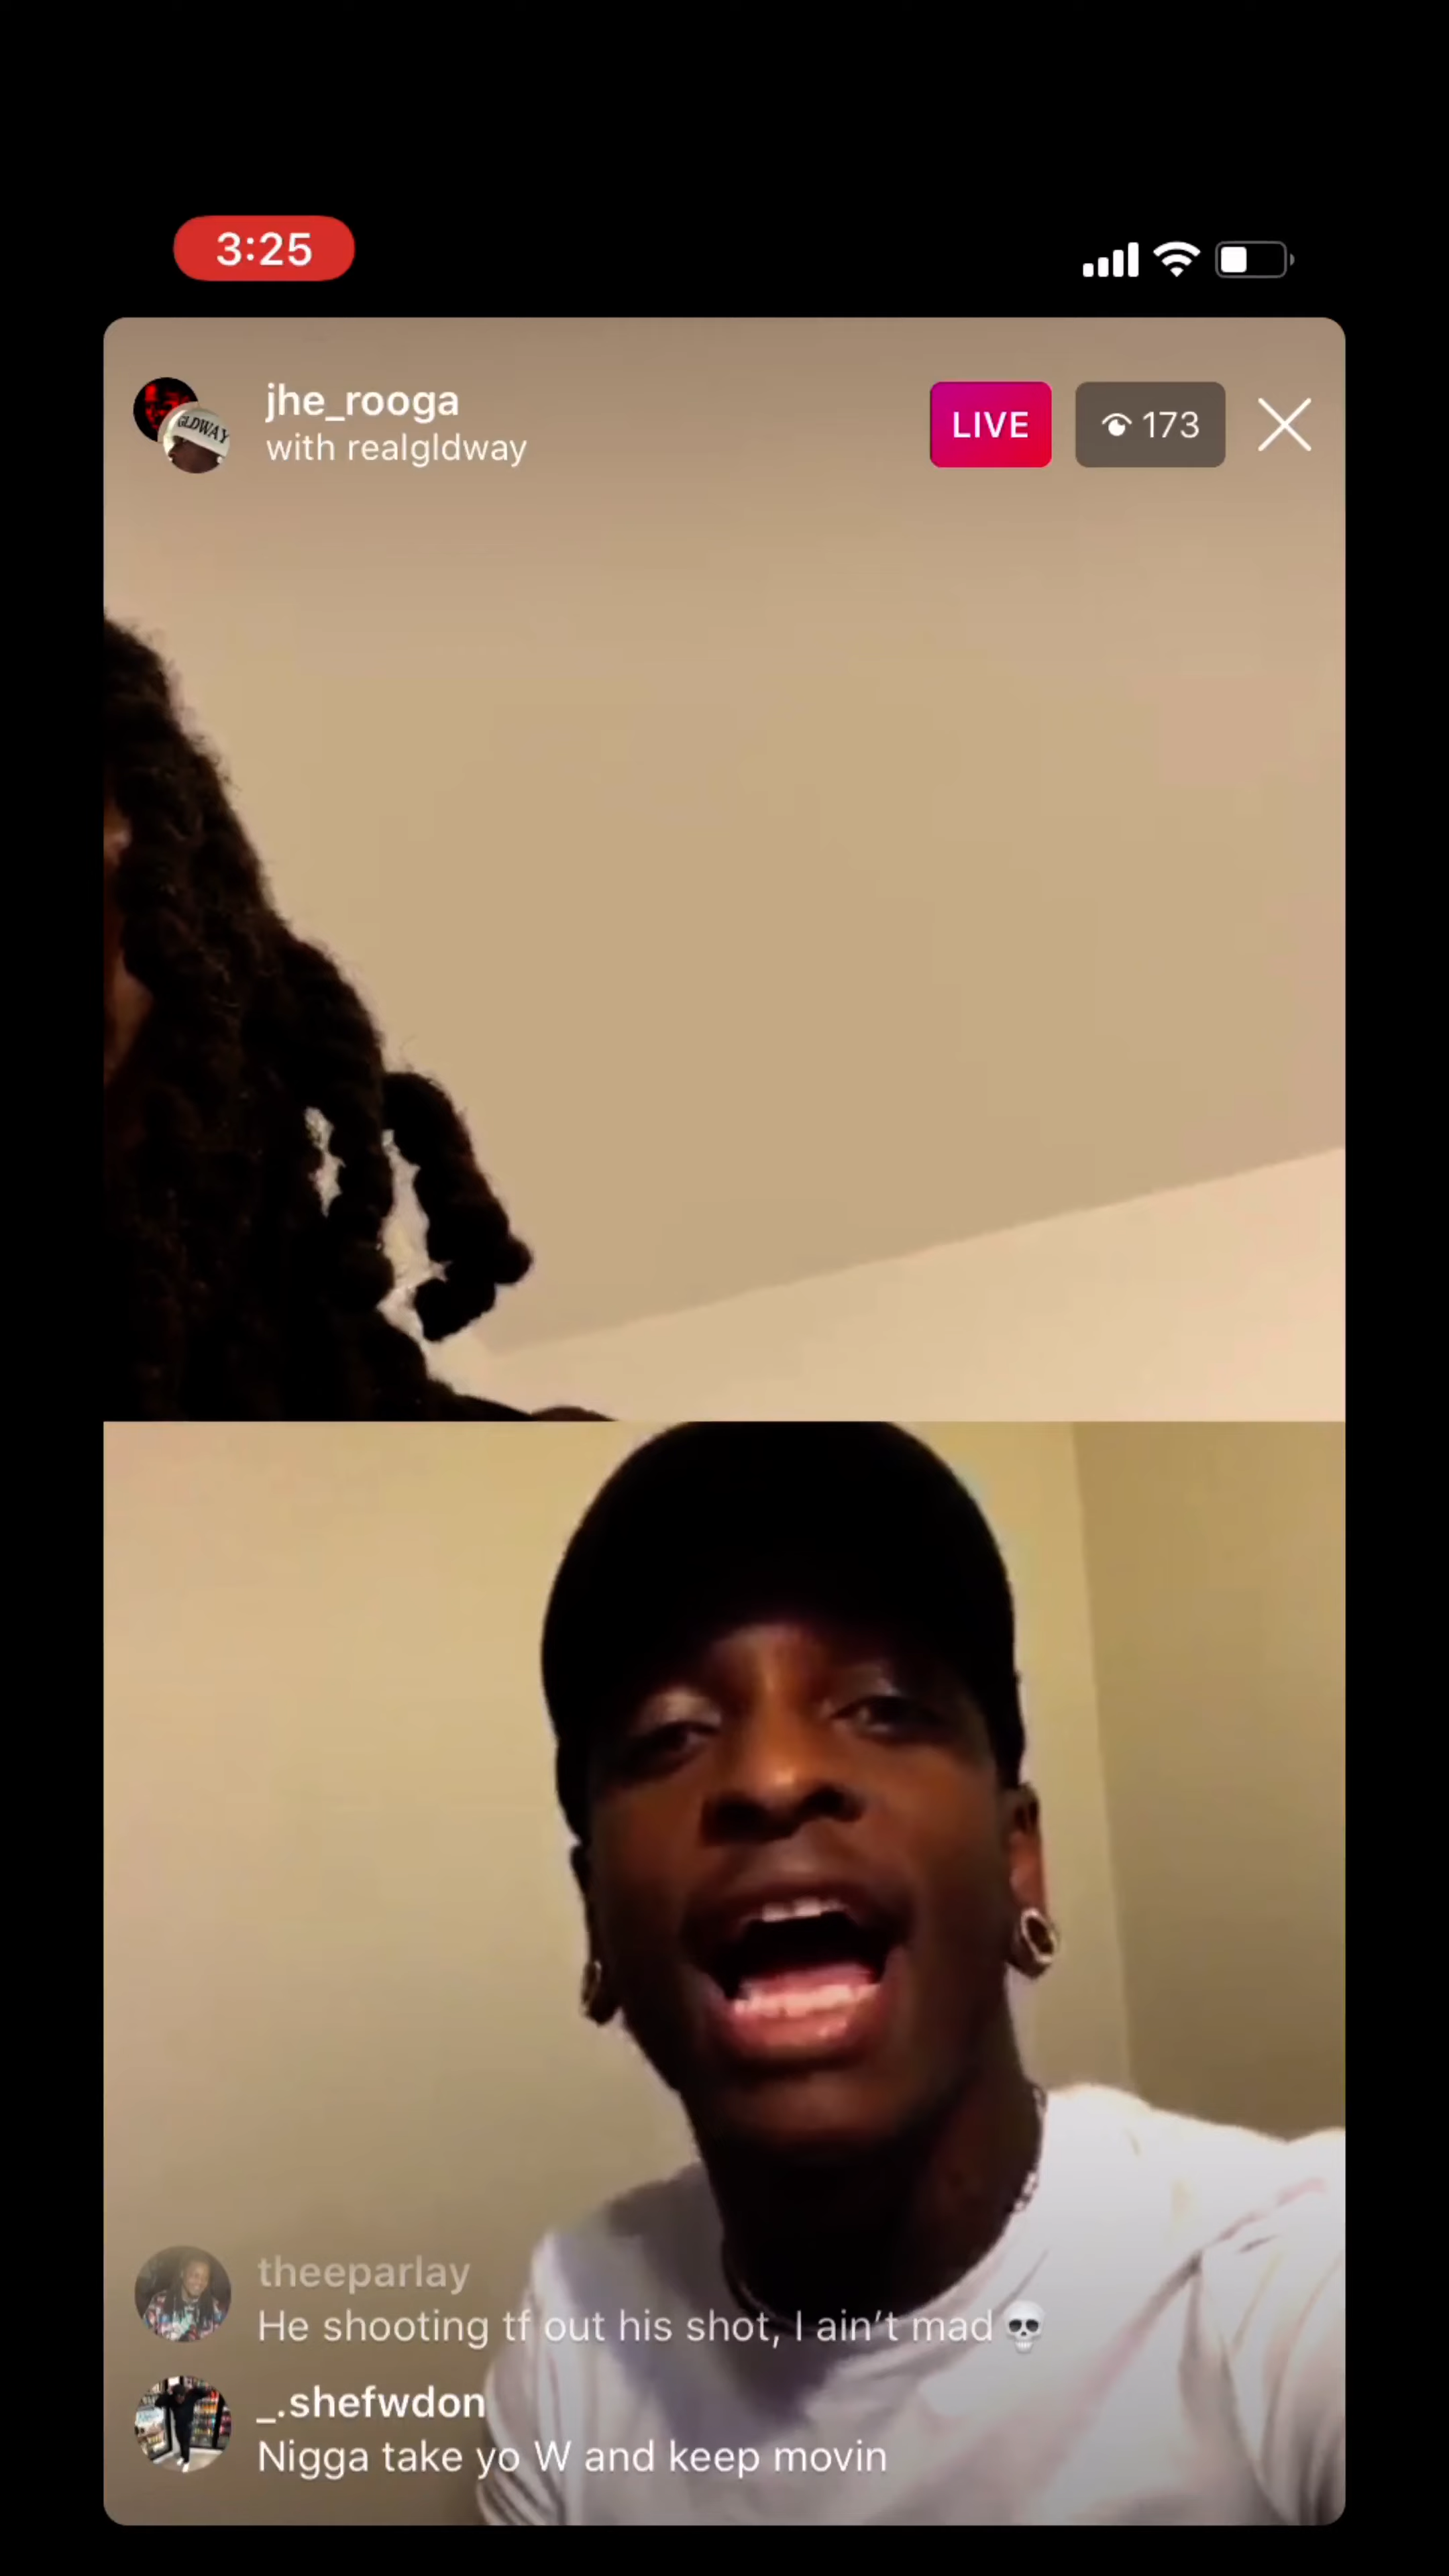 3:25
jhe_rooga
LIVE
173
with realgldway
GLDWAY
theeparlay
He shooting tf out his shot, I ain’t mad💀
_.shefwdon
Nigga take yo W and keep movin